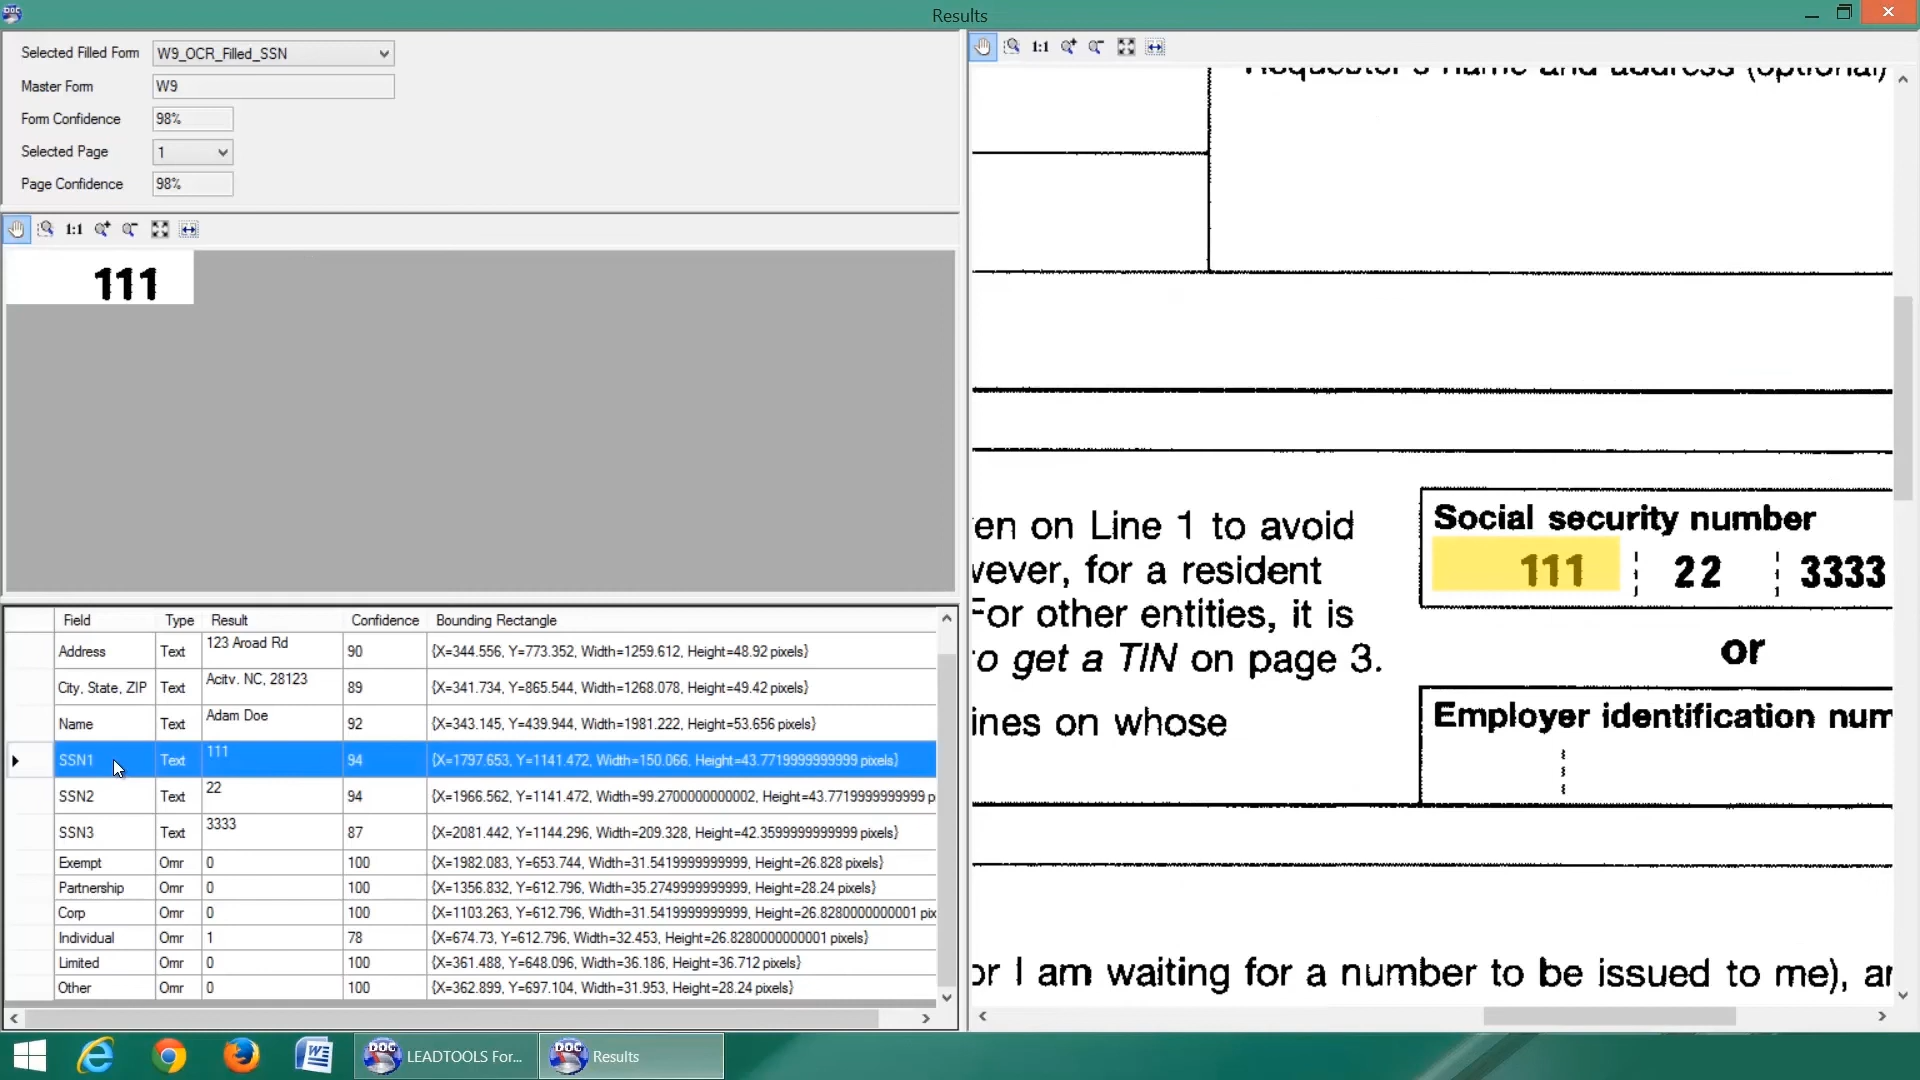 Results
Selected Filled Form W9_OCR_Filled_SSN
Master Form W9
Form Confidence 98%
Selected Page 1
Page Confidence 98%
1:1
111
Field Type Result Confidence Bounding Rectangle
Address Text 123 Aroad Rd 90 {X=344.556, Y=773.352, Width=1259.612, Height=48.92 pixels}
City, State, ZIP Text Acitv. NC, 28123 89 {X=341.734, Y=865.544, Width=1268.078, Height=49.42 pixels}
Name Text Adam Doe 92 {X=343.145, Y=439.944, Width=1981.222, Height=53.656 pixels}
SSN1 Text 111 94 {X=1797.653, Y=1141.472, Width=150.066, Height=43.7719999999999 pixels}
SSN2 Text 22 94 {X=1966.562, Y=1141.472, Width=99.2700000000002, Height=43.7719999999999 p
SSN3 Text 3333 87 {X=2081.442, Y=1144.296, Width=209.328, Height=42.3599999999999 pixels}
Exempt Omr 0 100 {X=1982.083, Y=653.744, Width=31.5419999999999, Height=26.828 pixels}
Partnership Omr 0 100 {X=1356.832, Y=612.796, Width=35.2749999999999, Height=28.24 pixels}
Corp Omr 0 100 {X=1103.263, Y=612.796, Width=31.5419999999999, Height=26.8280000000001 pix
Individual Omr 1 78 {X=674.73, Y=612.796, Width=32.453, Height=26.8280000000001 pixels}
Limited Omr 0 100 {X=361.488, Y=648.096, Width=36.186, Height=36.712 pixels}
Other Omr 0 100 {X=362.899, Y=697.104, Width=31.953, Height=28.24 pixels}
1:1
Requester's name and address (optional)
en on Line 1 to avoid
vever, for a resident
For other entities, it is
o get a TIN on page 3.
ines on whose
Social security number
111 22 3333
or
Employer identification num
or I am waiting for a number to be issued to me), ar
LEADTOOLS For... Results